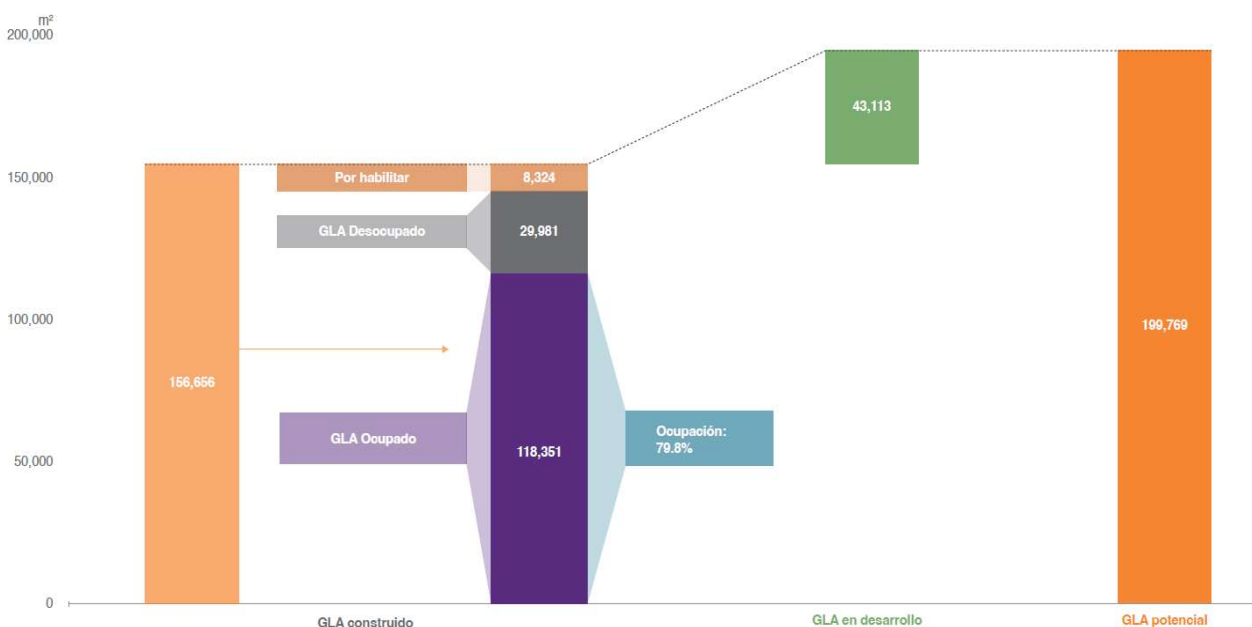 m²
200,000
150,000
100,000
50,000
0
156,656
Por habilitar
8,324
GLA Desocupado
29,981
GLA Ocupado
118,351
Ocupación:
79.8%
43,113
199,769
GLA construido
GLA en desarrollo
GLA potencial